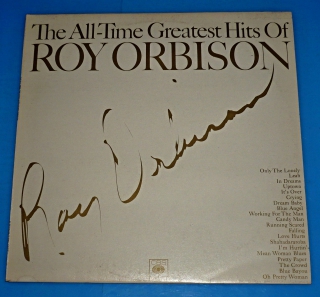 The All-Time Greatest Hits Of
ROY ORBISON
Roy Orbison
Only The Lonely
Leah
In Dreams
Uptown
It's Over
Crying
Dream Baby
Blue Angel
Working For The Man
Candy Man
Running Scared
Falling
Love Hurts
Shahadaroba
I'm Hurtin'
Mean Woman Blues
Pretty Paper
The Crowd
Blue Bayou
Oh Pretty Woman